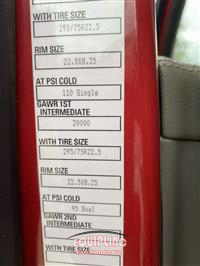 WITH TIRE SIZE
295/75R22.5
RIM SIZE
22.5X8.25
AT PSI COLD
110 Single
GAWR 1ST
INTERMEDIATE
20000
WITH TIRE SIZE
295/75R22.5
RIM SIZE
22.5X8.25
AT PSI COLD
95 Dual
GAWR 2ND
INTERMEDIATE
WITH TIRE SIZE